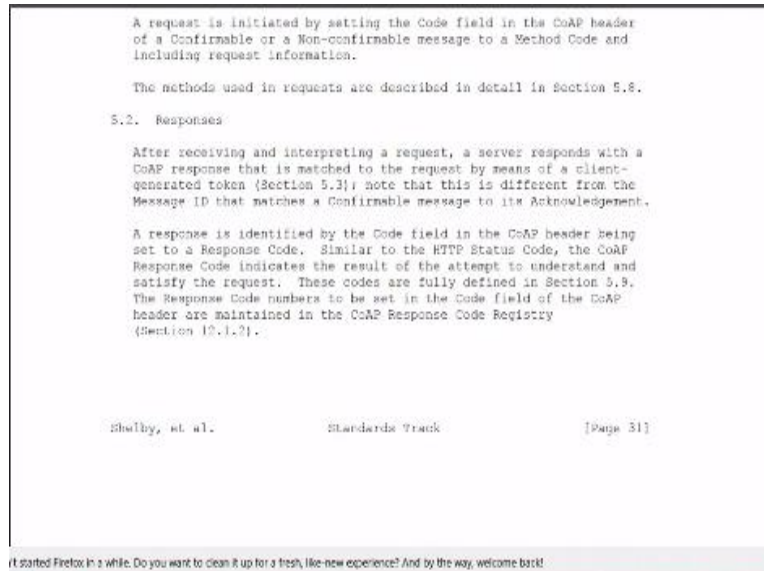 A request is initiated by setting the Code field in the CoAP header
of a Confirmable or a Non-confirmable message to a Method Code and
including request information.
The methods used in requests are described in detail in Section 5.8.
5.2. Responses
After receiving and interpreting a request, a server responds with a
CoAP response that is matched to the request by means of a client-
generated token (Section 5.3); note that this is different from the
Message ID that matches a Confirmable message to its Acknowledgement.
A response is identified by the Code field in the CoAP header being
set to a Response Code. Similar to the HTTP Status Code, the CoAP
Response Code indicates the result of the attempt to understand and
satisfy the request. These codes are fully defined in Section 5.9.
The Response Code numbers to be set in the Code field of the CoAP
header are maintained in the CoAP Response Code Registry
(Section 12.1.2).
Shelby, et al. Standards Track [Page 31]
't started Firefox in a while. Do you want to clean it up for a fresh, like-new experience? And by the way, welcome back!